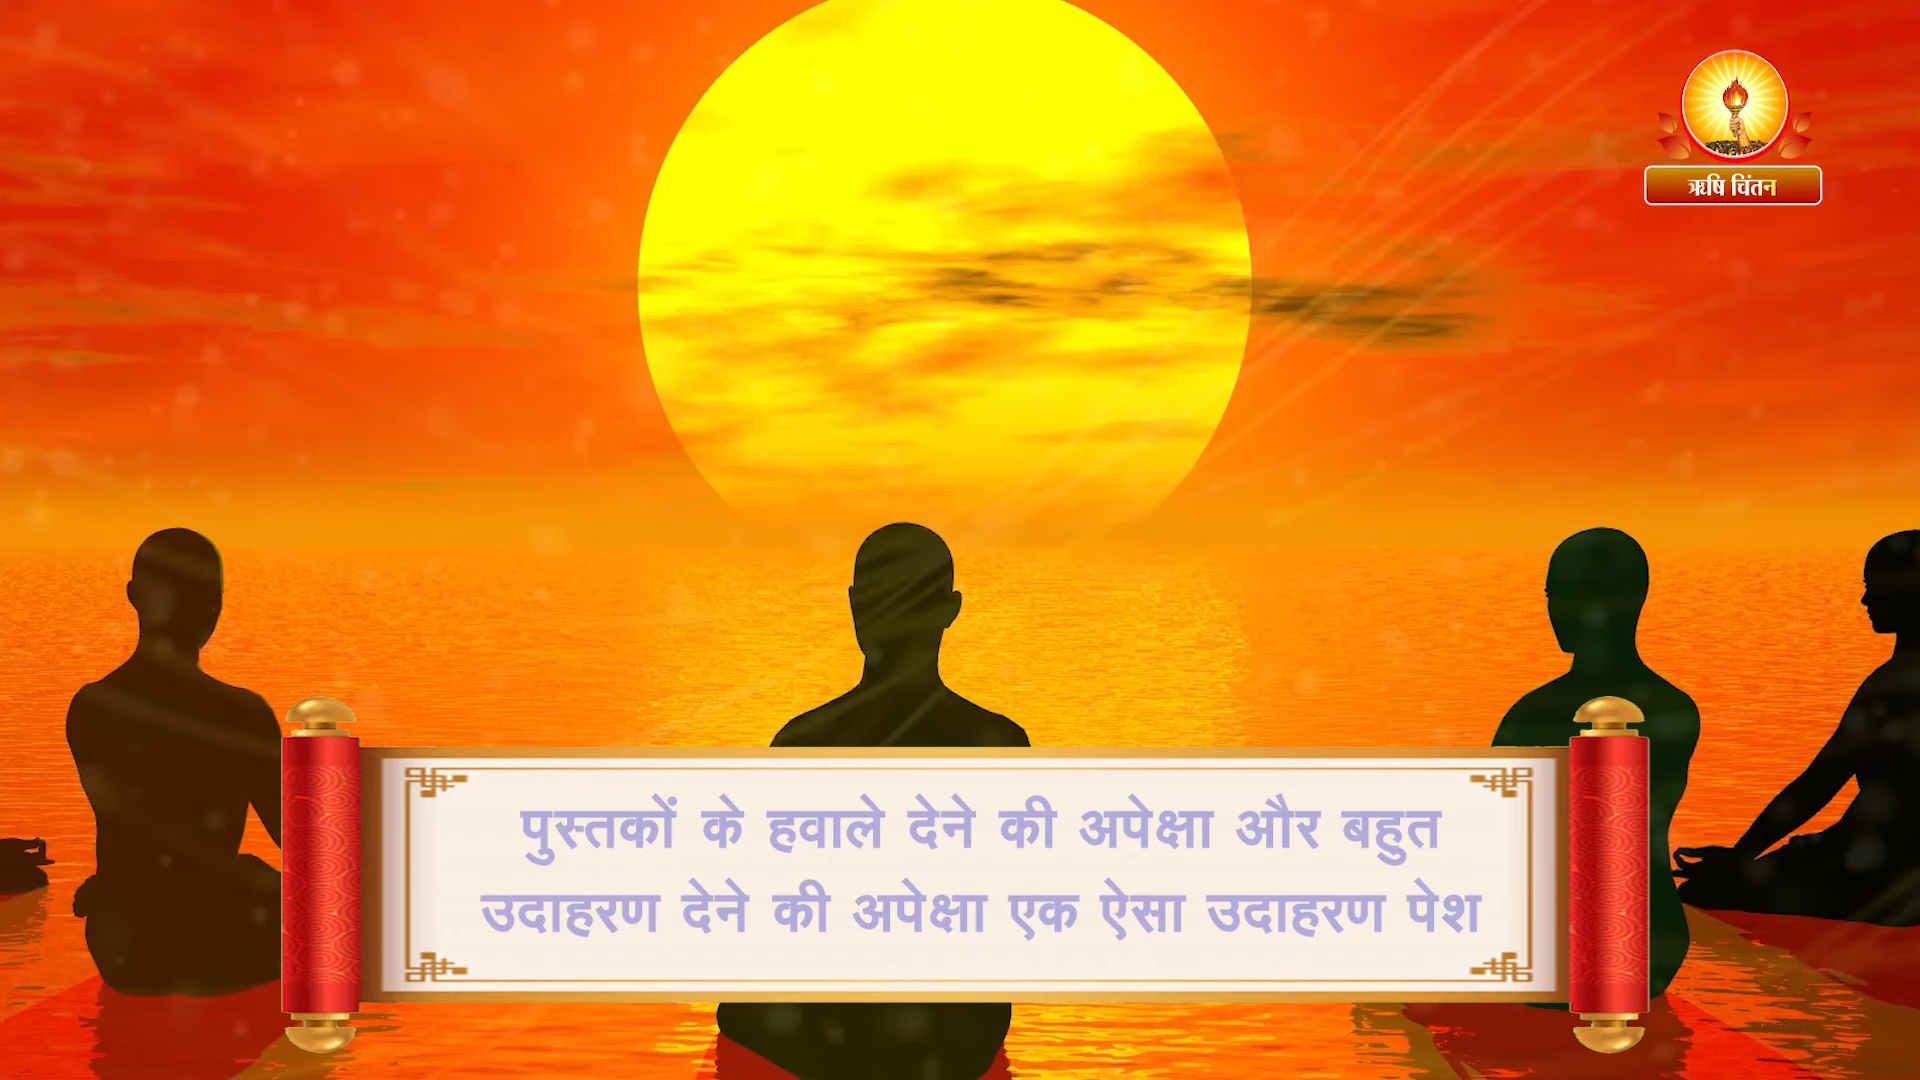 ऋषि चिंतन
पुस्तकों के हवाले देने की अपेक्षा और बहुत
उदाहरण देने की अपेक्षा एक ऐसा उदाहरण पेश